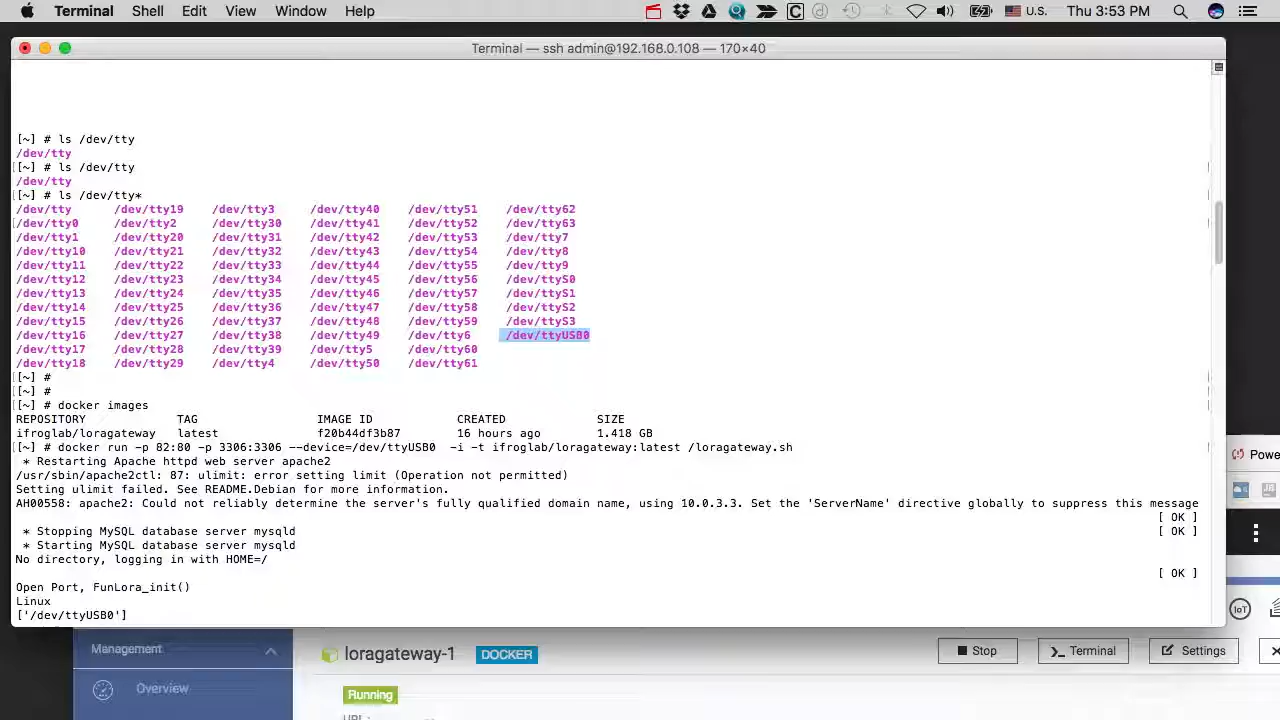 Terminal Shell Edit View Window Help U.S. Thu 3:53 PM
Terminal — ssh admin@192.168.0.108 — 170×40
[~] # ls /dev/tty
/dev/tty
[~] # ls /dev/tty
/dev/tty
[~] # ls /dev/tty*
/dev/tty /dev/tty19 /dev/tty3 /dev/tty40 /dev/tty51 /dev/tty62
/dev/tty0 /dev/tty2 /dev/tty30 /dev/tty41 /dev/tty52 /dev/tty63
/dev/tty1 /dev/tty20 /dev/tty31 /dev/tty42 /dev/tty53 /dev/tty7
/dev/tty10 /dev/tty21 /dev/tty32 /dev/tty43 /dev/tty54 /dev/tty8
/dev/tty11 /dev/tty22 /dev/tty33 /dev/tty44 /dev/tty55 /dev/tty9
/dev/tty12 /dev/tty23 /dev/tty34 /dev/tty45 /dev/tty56 /dev/ttyS0
/dev/tty13 /dev/tty24 /dev/tty35 /dev/tty46 /dev/tty57 /dev/ttyS1
/dev/tty14 /dev/tty25 /dev/tty36 /dev/tty47 /dev/tty58 /dev/ttyS2
/dev/tty15 /dev/tty26 /dev/tty37 /dev/tty48 /dev/tty59 /dev/ttyS3
/dev/tty16 /dev/tty27 /dev/tty38 /dev/tty49 /dev/tty6 /dev/ttyUSB0
/dev/tty17 /dev/tty28 /dev/tty39 /dev/tty5 /dev/tty60
/dev/tty18 /dev/tty29 /dev/tty4 /dev/tty50 /dev/tty61
[~] #
[~] #
[~] # docker images
REPOSITORY TAG IMAGE ID CREATED SIZE
ifroglab/loragateway latest f20b44df3b87 16 hours ago 1.418 GB
[~] # docker run -p 82:80 -p 3306:3306 --device=/dev/ttyUSB0 -i -t ifroglab/loragateway:latest /loragateway.sh
* Restarting Apache httpd web server apache2
/usr/sbin/apache2ctl: 87: ulimit: error setting limit (Operation not permitted)
Setting ulimit failed. See README.Debian for more information.
AH00558: apache2: Could not reliably determine the server's fully qualified domain name, using 10.0.3.3. Set the 'ServerName' directive globally to suppress this message
[ OK ]
* Stopping MySQL database server mysqld [ OK ]
* Starting MySQL database server mysqld
No directory, logging in with HOME=/
[ OK ]
Open Port, FunLora_init()
Linux
['/dev/ttyUSB0']
Powe
IoT
Management
loragateway-1 DOCKER Stop Terminal Settings
Overview
Running